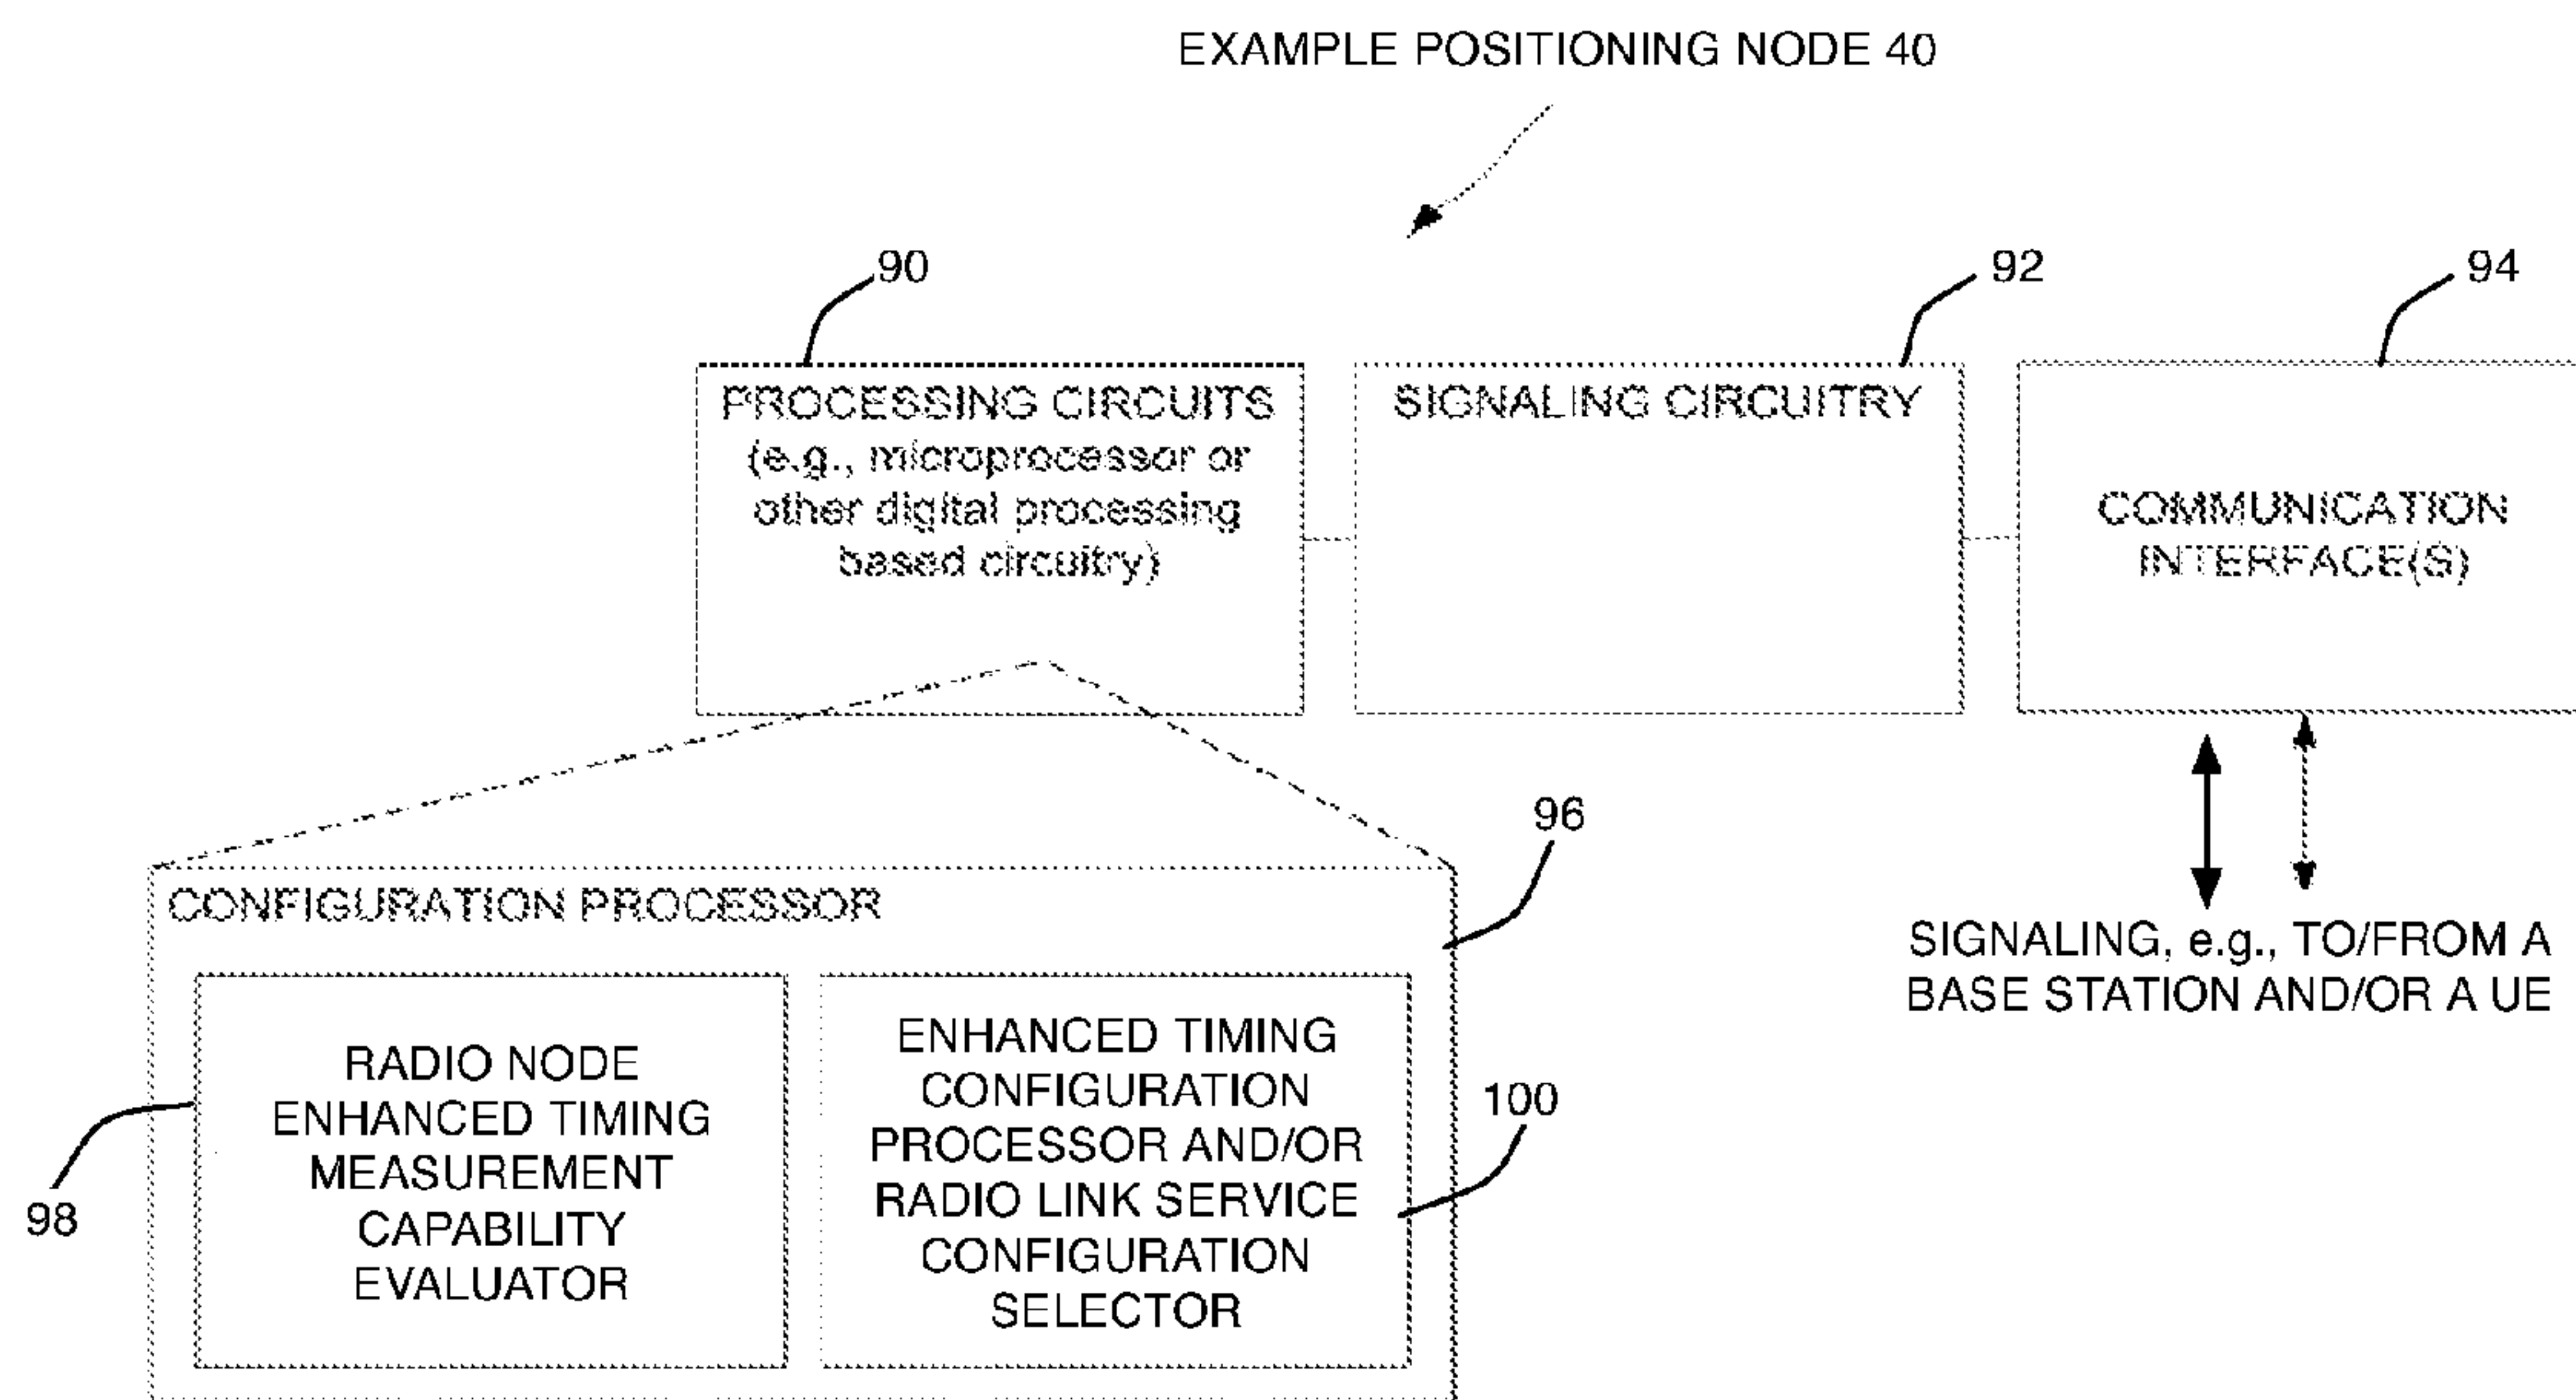 EXAMPLE POSITIONING NODE 40
90
92
94
PROCESSING CIRCUITS
(e.g., microprocessor or
other digital processing
based circuitry)
SIGNALING CIRCUITRY
COMMUNICATION
INTERFACE(S)
96
SIGNALING, e.g., TO/FROM A
BASE STATION AND/OR A UE
CONFIGURATION PROCESSOR
98
RADIO NODE
ENHANCED TIMING
MEASUREMENT
CAPABILITY
EVALUATOR
ENHANCED TIMING
CONFIGURATION
PROCESSOR AND/OR
RADIO LINK SERVICE
CONFIGURATION
SELECTOR
100